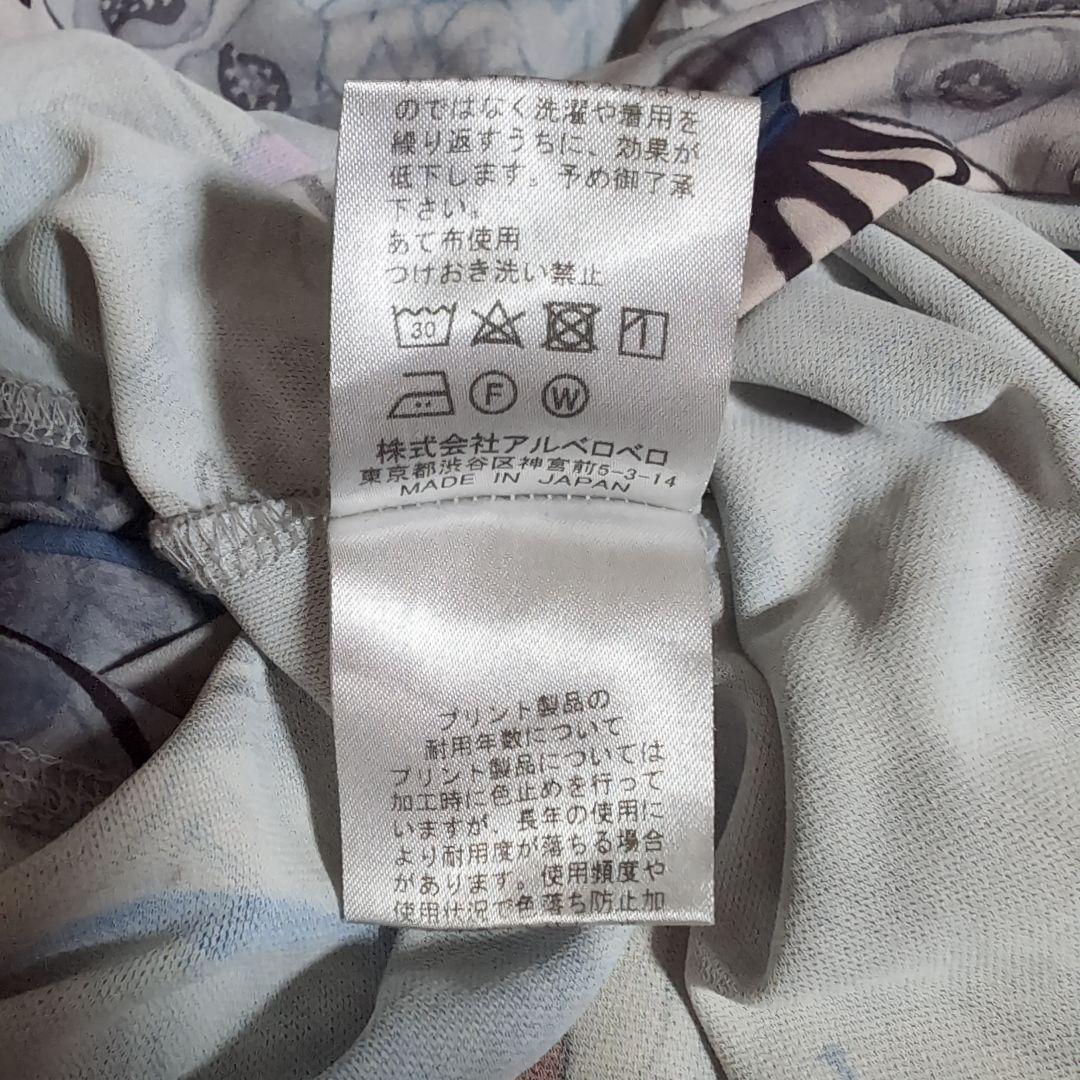 のではなく洗濯や着用を
繰り返すうちに、効果が
低下します。予め御了承
下さい。
あて布使用
つけおき洗い禁止
30
F W
株式会社アルベロベロ
東京都渋谷区神宮前5-3-14
MADE IN JAPAN
プリント製品の
耐用年数について
プリント製品については
加工時に色止めを行って
いますが、長年の使用に
より耐用度が落ちる場合
があります。使用頻度や
使用状況で色落ち防止加